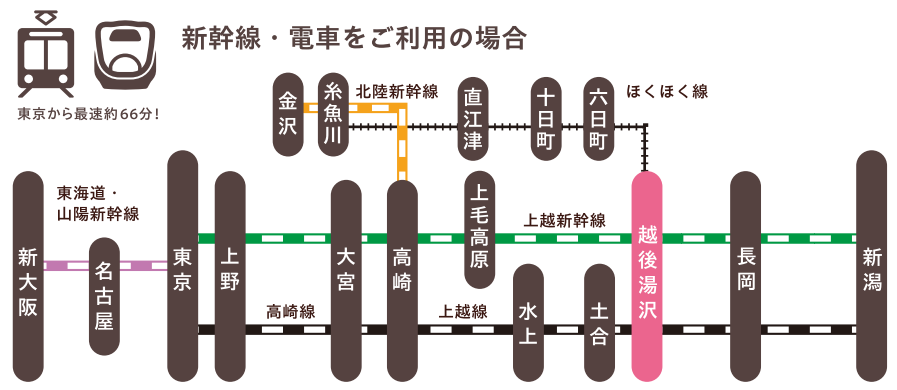 新幹線・電車をご利用の場合
東京から最速約66分!
金沢
糸魚川
北陸新幹線
直江津
十日町
六日町
ほくほく線
東海道・
山陽新幹線
新大阪
名古屋
東京
上野
大宮
高崎
上毛高原
上越新幹線
越後湯沢
長岡
新潟
高崎線
上越線
水上
土合